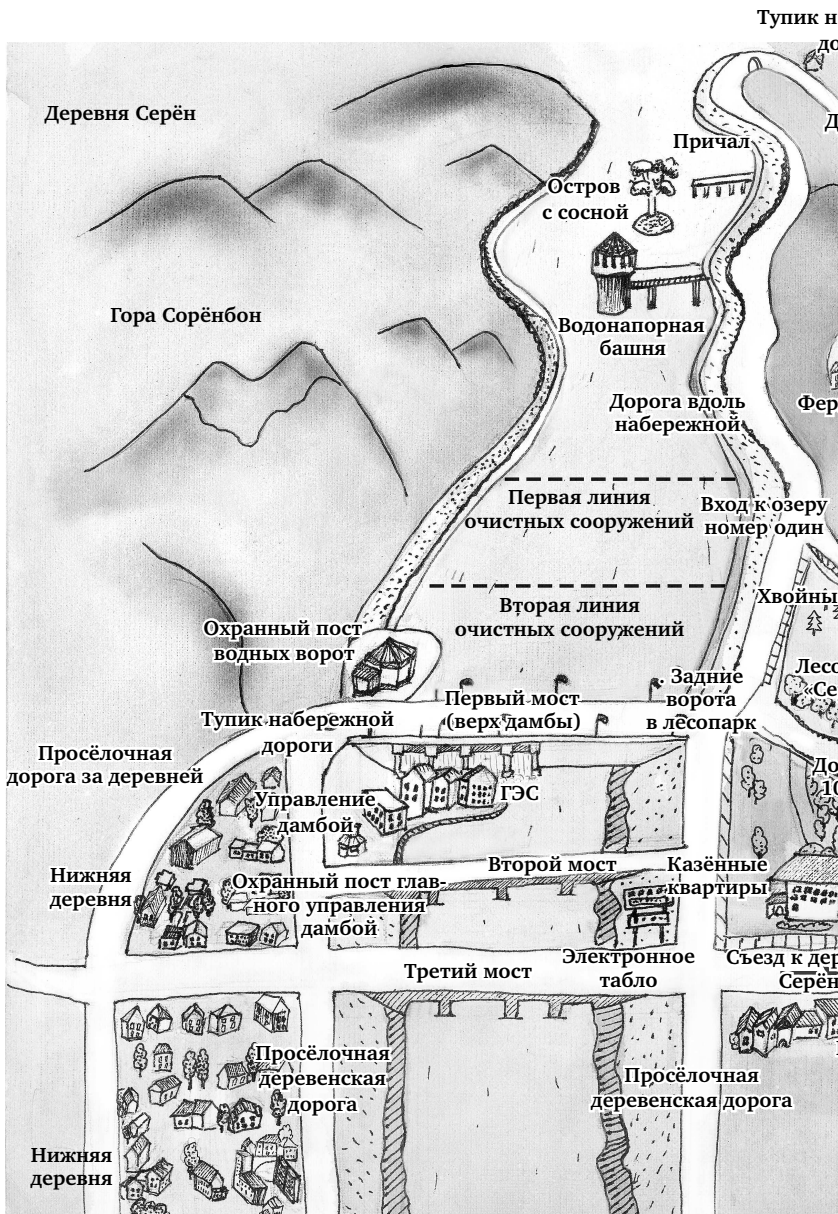 Тупик н
до
Деревня Серён
Д
Причал
Остров
с сосной
Гора Сорёнбон
Водонапорная
башня
Дорога вдоль
набережной
Фер
Первая линия
очистных сооружений
Вход к озеру
номер один
Вторая линия
очистных сооружений
Хвойны
Охранный пост
водных ворот
Лесо
«Се
Задние
ворота
в лесопарк
Первый мост
(верх дамбы)
Тупик набережной
дороги
Просёлочная
дорога за деревней
До
10
Управление
дамбой
ГЭС
Второй мост
Казённые
квартиры
Нижняя
деревня
Охранный пост глав-
ного управления
дамбой
Третий мост
Электронное
табло
Съезд к дер
Серён
Просёлочная
деревенская
дорога
Просёлочная
деревенская дорога
Нижняя
деревня